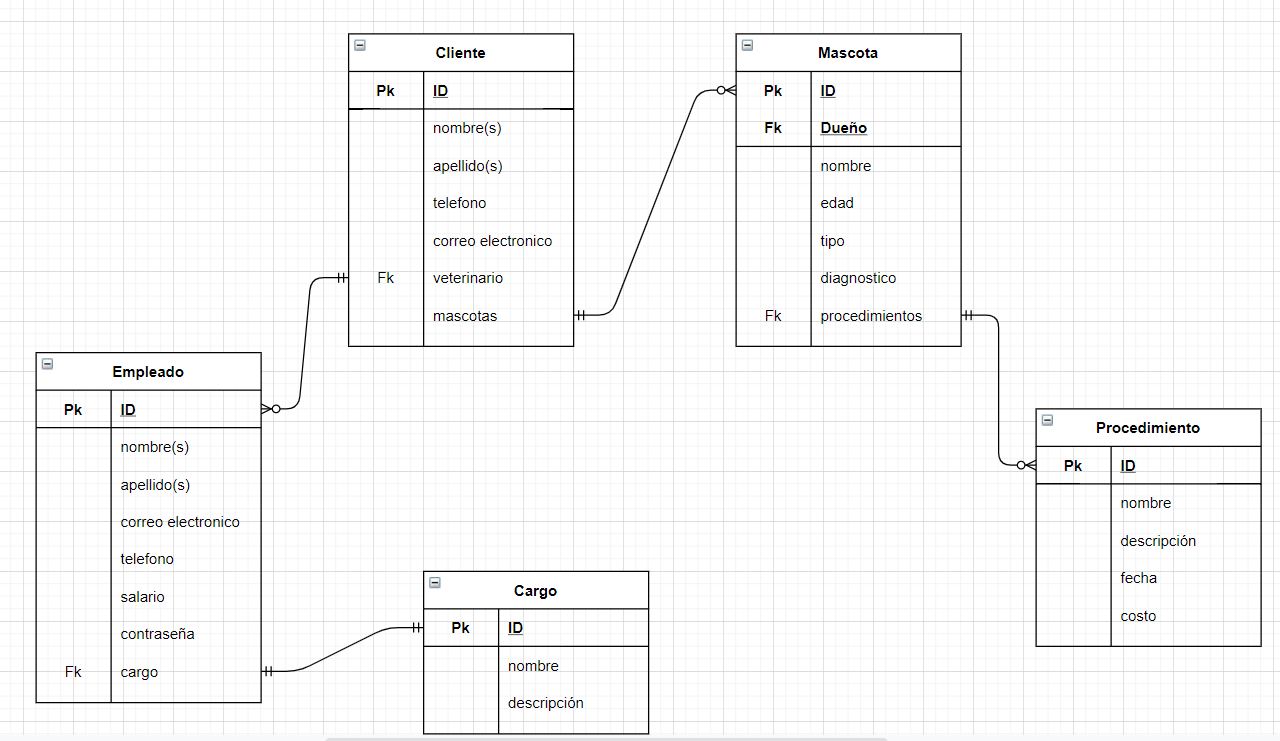 Cliente
Pk ID
nombre(s)
apellido(s)
telefono
correo electronico
Fk veterinario
mascotas
Mascota
Pk ID
Fk Dueño
nombre
edad
tipo
diagnostico
Fk procedimientos
Empleado
Pk ID
nombre(s)
apellido(s)
correo electronico
telefono
salario
contraseña
Fk cargo
Cargo
Pk ID
nombre
descripción
Procedimiento
Pk ID
nombre
descripción
fecha
costo